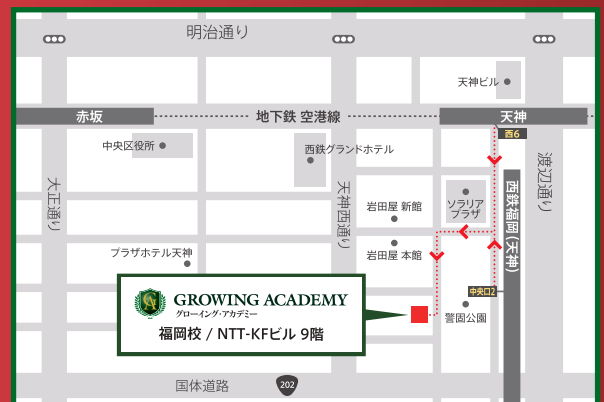 明治通り
天神ビル
赤坂
地下鉄 空港線
天神
西6
中央区役所
西鉄グランドホテル
大正通り
天神西通り
渡辺通り
岩田屋 新館
ソラリア
プラザ
西鉄福岡(天神)
岩田屋 本館
プラザホテル天神
中央口2
警固公園
GA
GROWING ACADEMY
グローイング・アカデミー
福岡校 / NTT-KFビル 9階
国体道路
202